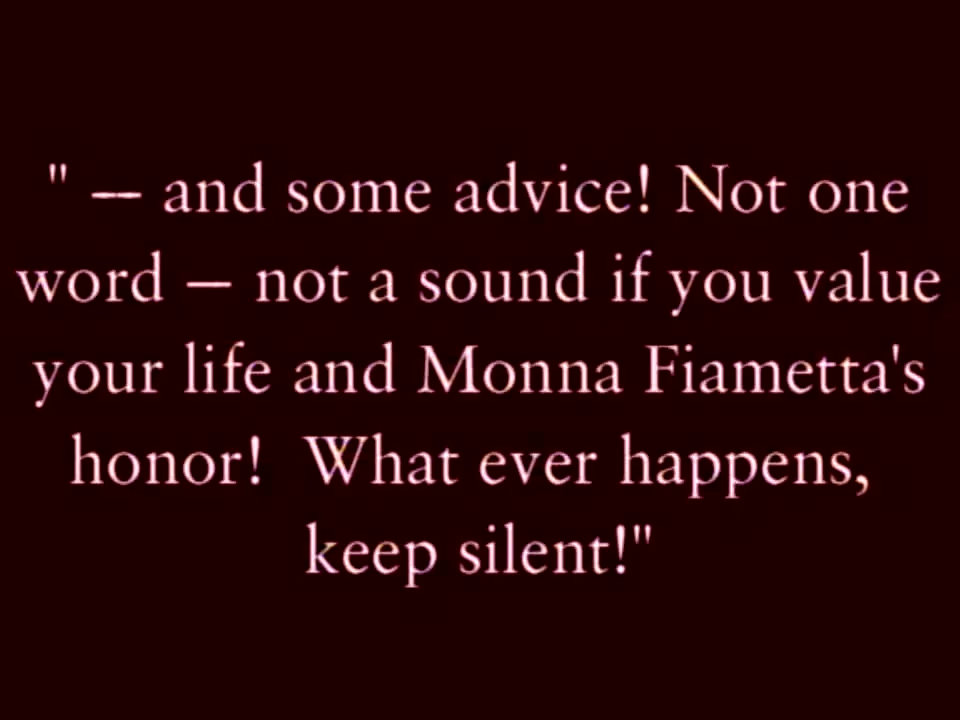 " -- and some advice! Not one
word – not a sound if you value
your life and Monna Fiametta's
honor!  What ever happens,
keep silent!"